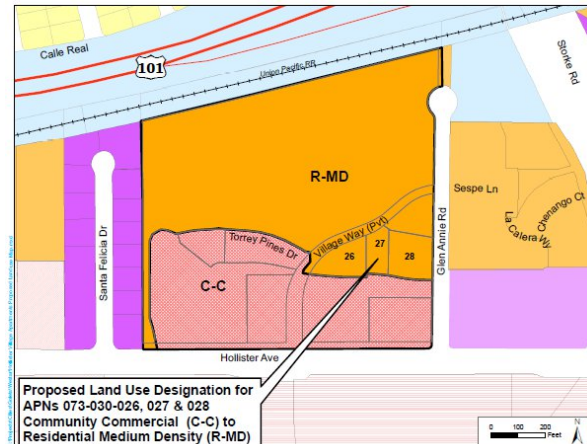 Calle Real
101
Union Pacific RR
Storke Rd
R-MD
Sespe Ln
Chenango Ct
La Calera Wy
Glen Annie Rd
Village Way (Pvt)
Torrey Pines Dr
Santa Felicia Dr
26
27
28
C-C
Hollister Ave
Proposed Land Use Designation for
APNs 073-030-026, 027 & 028
Community Commercial (C-C) to
Residential Medium Density (R-MD)
0 100 200
Feet
N